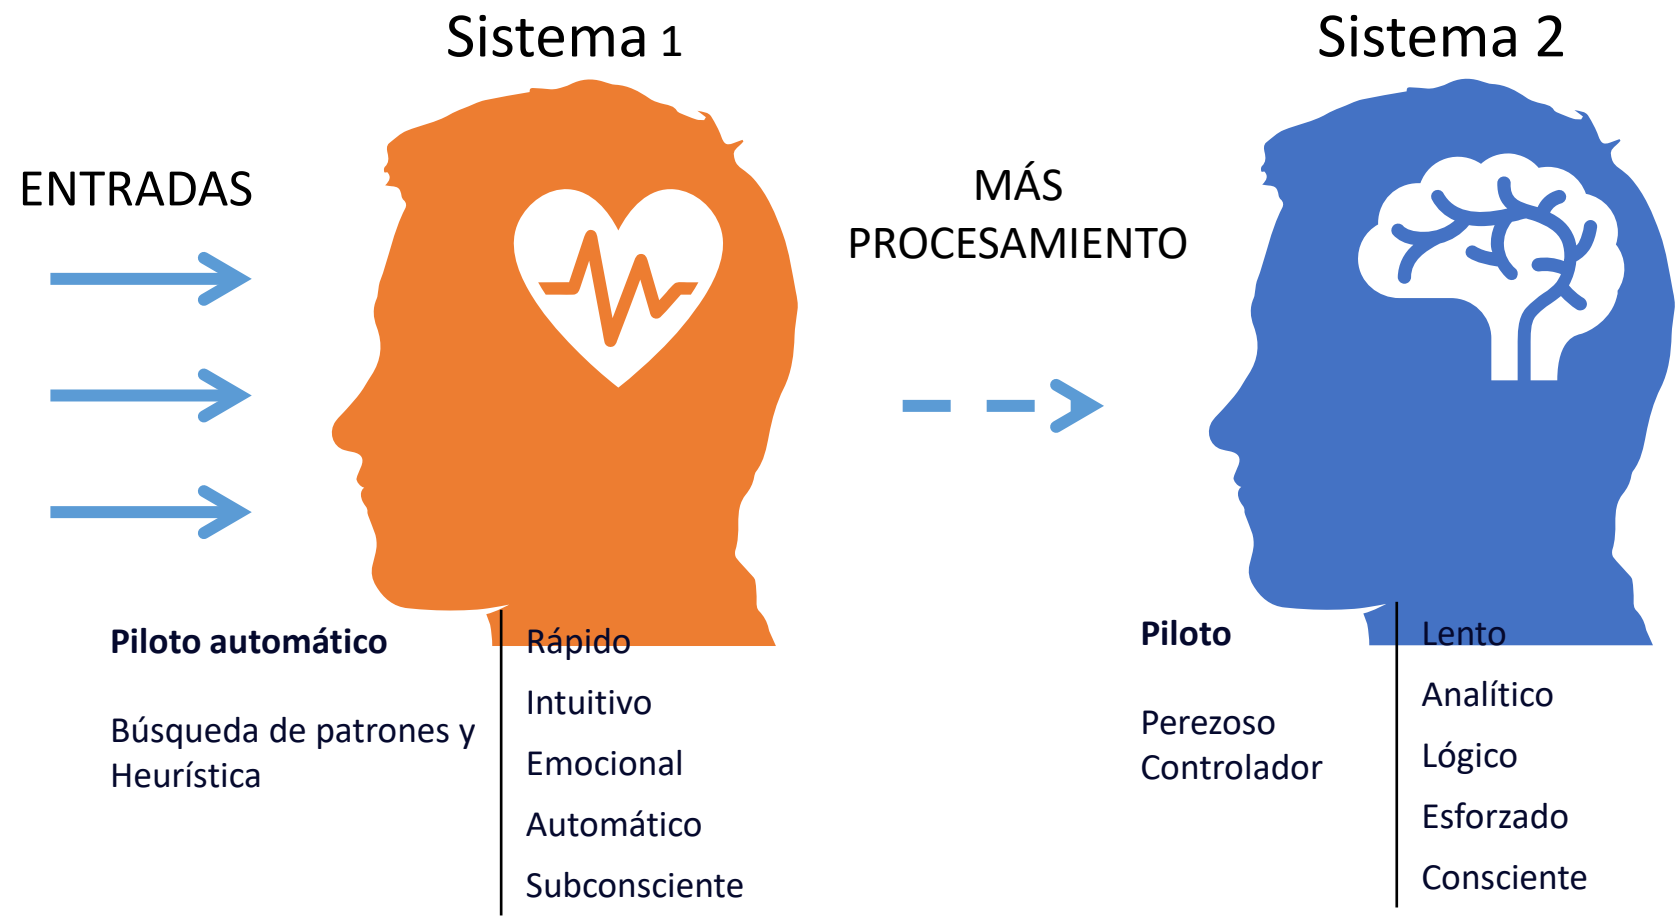 Sistema 1
Sistema 2
ENTRADAS
MÁS
PROCESAMIENTO
Piloto automático
Búsqueda de patrones y
Heurística
Rápido
Intuitivo
Emocional
Automático
Subconsciente
Piloto
Perezoso
Controlador
Lento
Analítico
Lógico
Esforzado
Consciente